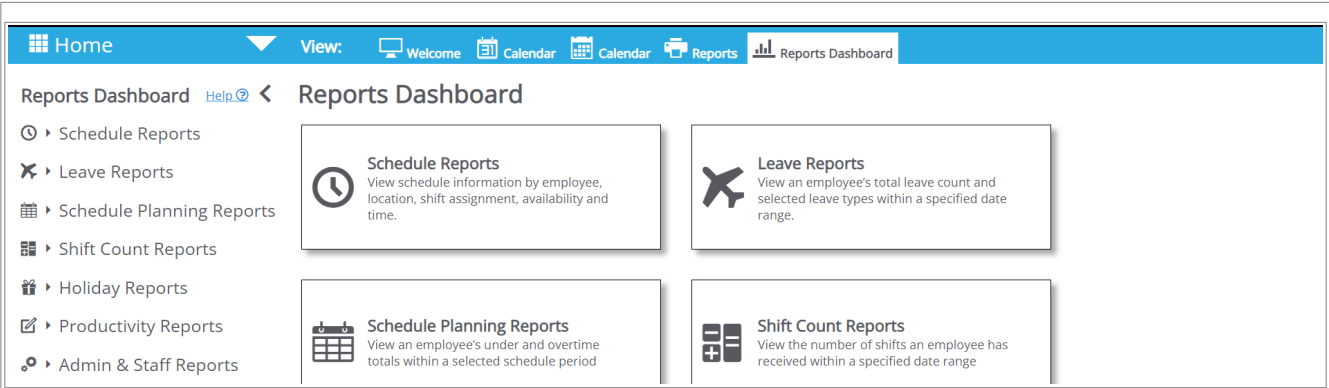 Home
View:
Welcome
31 Calendar
Calendar
Reports
Reports Dashboard
Reports Dashboard
Help ?
Schedule Reports
Leave Reports
Schedule Planning Reports
Shift Count Reports
Holiday Reports
Productivity Reports
Admin & Staff Reports
Reports Dashboard
Schedule Reports
View schedule information by employee,
location, shift assignment, availability and
time.
Leave Reports
View an employee's total leave count and
selected leave types within a specified date
range.
Schedule Planning Reports
View an employee's under and overtime
totals within a selected schedule period
Shift Count Reports
View the number of shifts an employee has
received within a specified date range